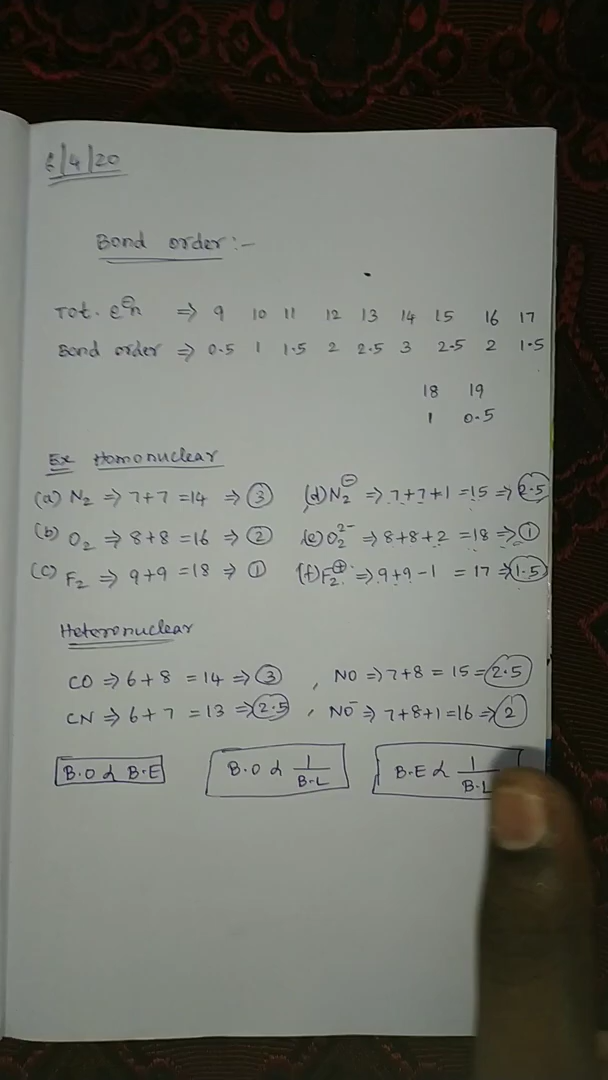 6/4/20
Bond order:-
Tot. e⊖n ⇒ 9 10 11 12 13 14 15 16 17
Bond order ⇒ 0.5 1 1.5 2 2.5 3 2.5 2 1.5
18 19
1 0.5
Ex Homonuclear
(a) N₂ ⇒ 7+7 =14 ⇒ ③ (d) N₂⊖ ⇒ 7+7+1 =15 ⇒ 2.5
(b) O₂ ⇒ 8+8 =16 ⇒ ② (e) O₂²⁻ ⇒ 8+8+2 =18 ⇒ ①
(c) F₂ ⇒ 9+9 =18 ⇒ ① (f) F₂⊕ ⇒ 9+9-1 = 17 ⇒ 1.5
Heteronuclear
CO ⇒ 6+8 =14 ⇒ ③ , NO ⇒ 7+8 = 15 = 2.5
CN ⇒ 6+7 =13 ⇒ 2.5 , NO⁻ ⇒ 7+8+1 =16 ⇒ ②
B.O α B.E B.O α 1/B.L B.E α 1/B.L